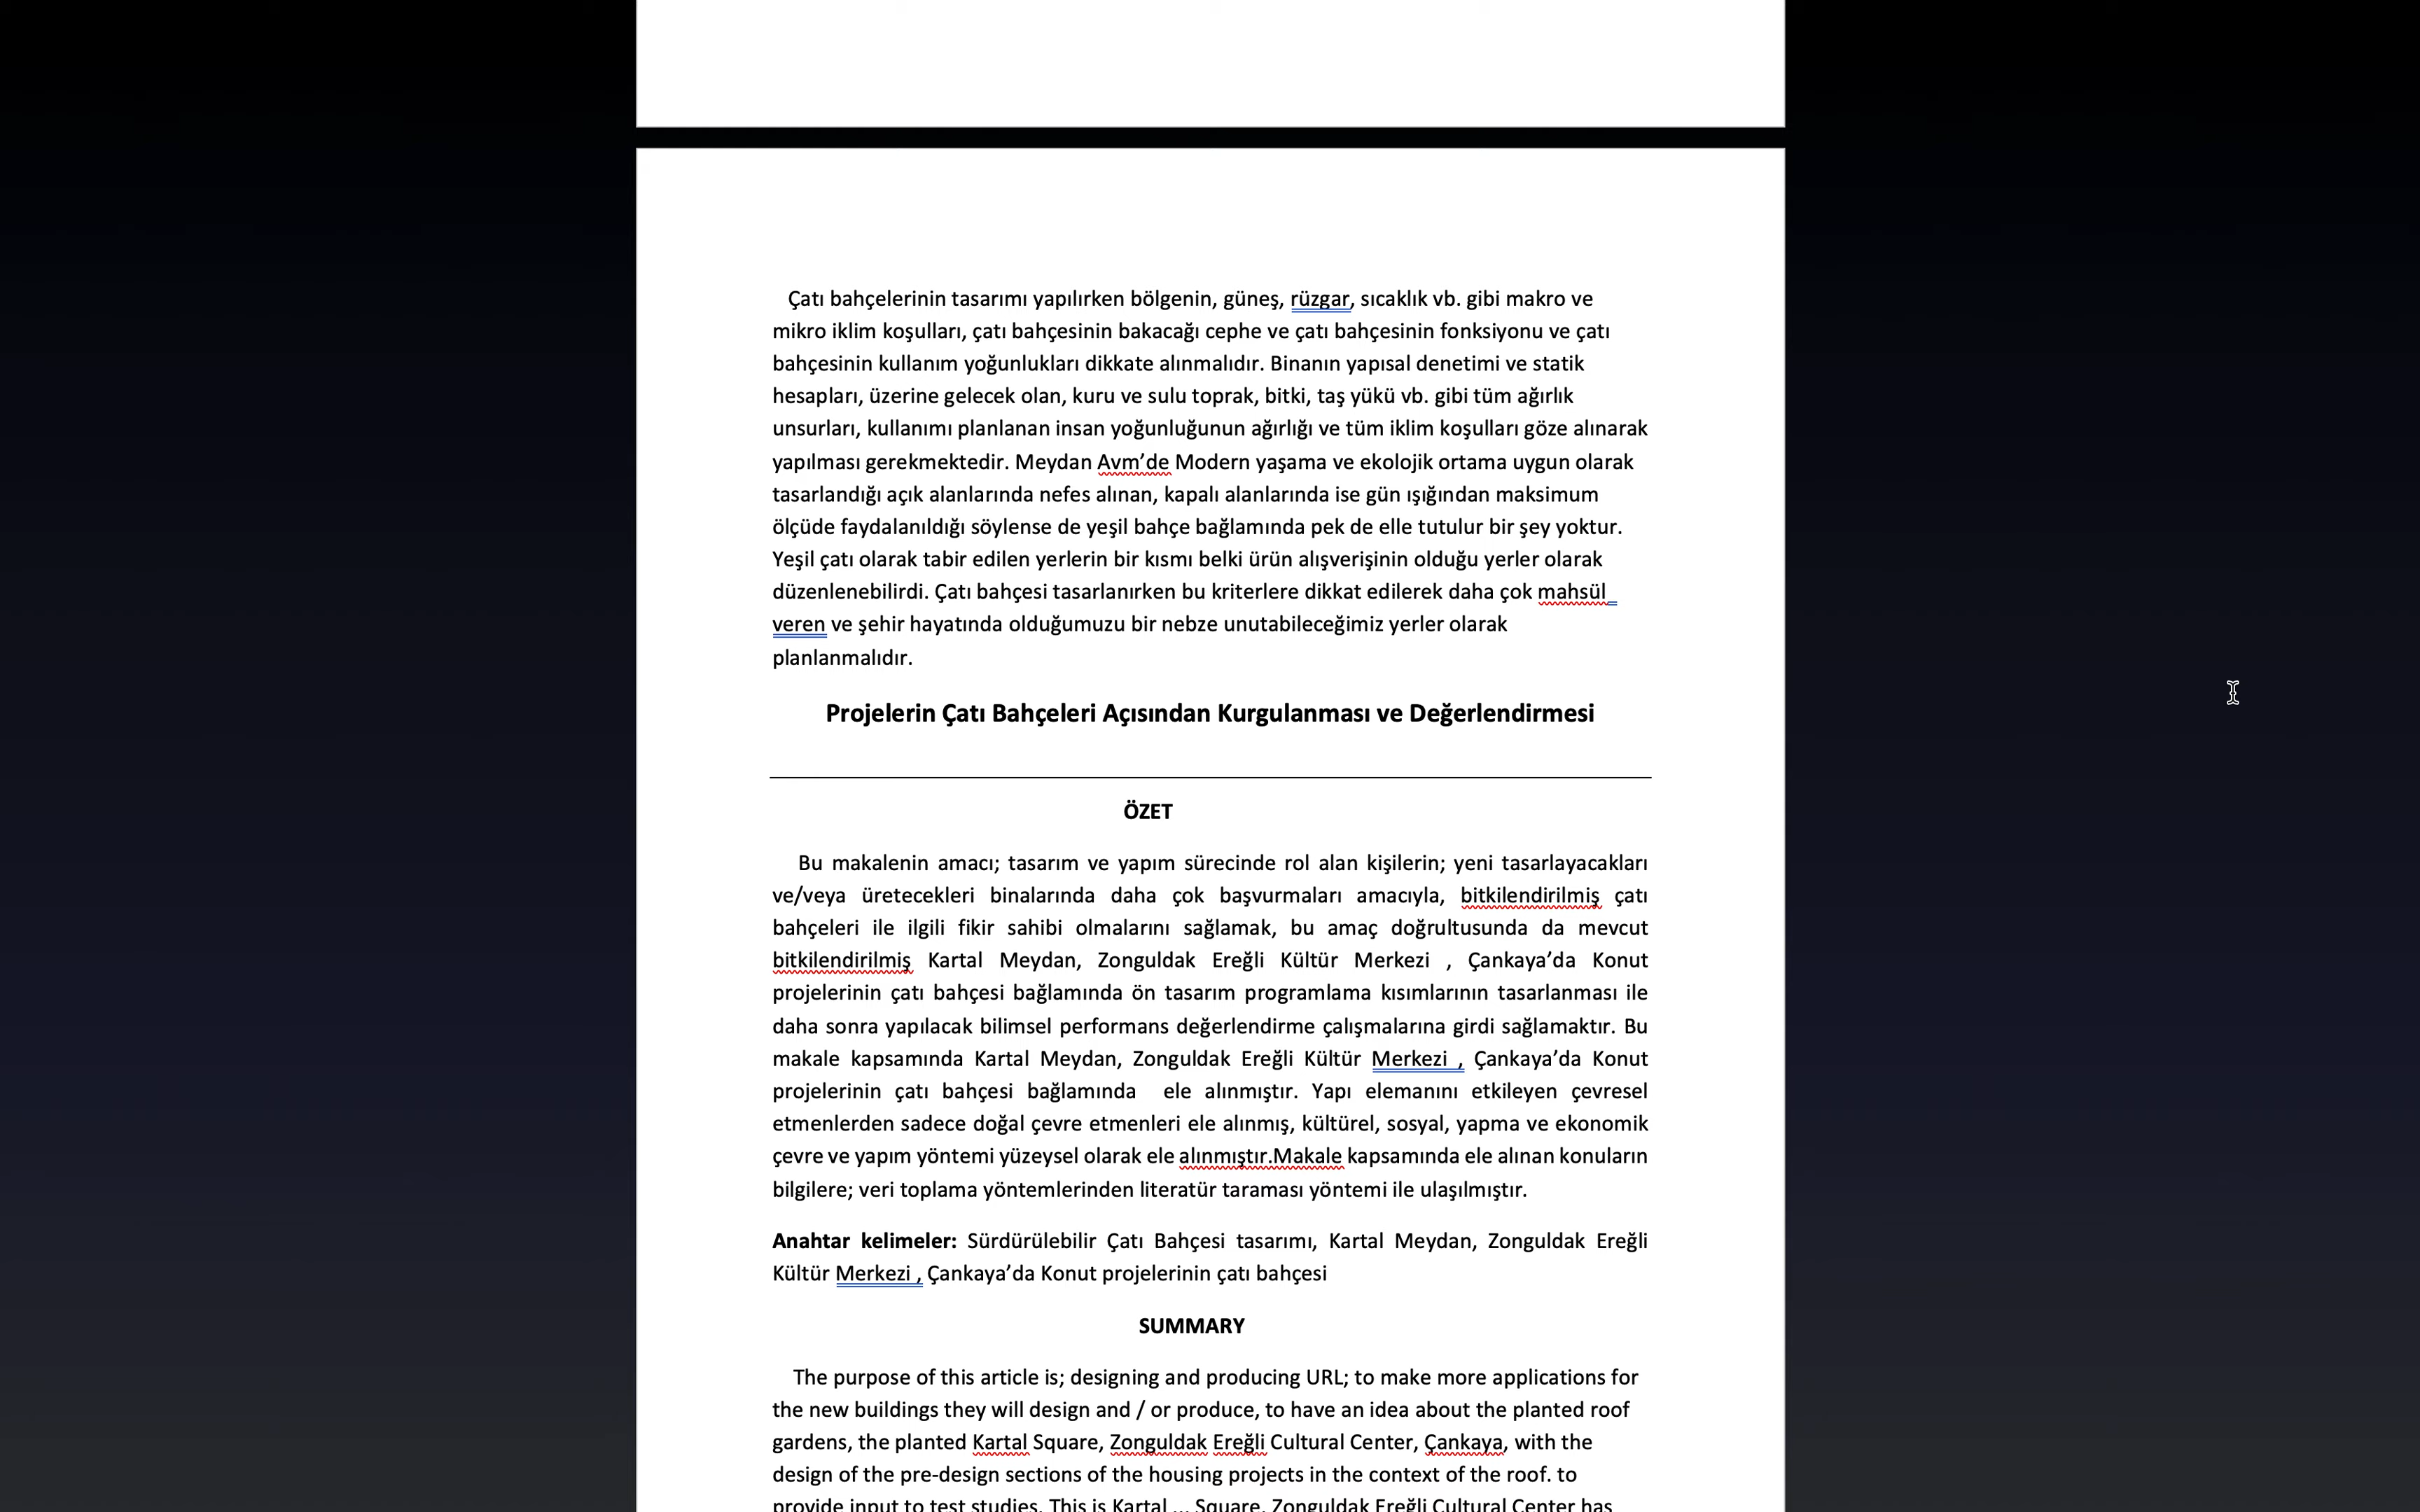 Çatı bahçelerinin tasarımı yapılırken bölgenin, güneş, rüzgar, sıcaklık vb. gibi makro ve
mikro iklim koşulları, çatı bahçesinin bakacağı cephe ve çatı bahçesinin fonksiyonu ve çatı
bahçesinin kullanım yoğunlukları dikkate alınmalıdır. Binanın yapısal denetimi ve statik
hesapları, üzerine gelecek olan, kuru ve sulu toprak, bitki, taş yükü vb. gibi tüm ağırlık
unsurları, kullanımı planlanan insan yoğunluğunun ağırlığı ve tüm iklim koşulları göze alınarak
yapılması gerekmektedir. Meydan Avm’de Modern yaşama ve ekolojik ortama uygun olarak
tasarlandığı açık alanlarında nefes alınan, kapalı alanlarında ise gün ışığından maksimum
ölçüde faydalanıldığı söylense de yeşil bahçe bağlamında pek de elle tutulur bir şey yoktur.
Yeşil çatı olarak tabir edilen yerlerin bir kısmı belki ürün alışverişinin olduğu yerler olarak
düzenlenebilirdi. Çatı bahçesi tasarlanırken bu kriterlere dikkat edilerek daha çok mahsül
veren ve şehir hayatında olduğumuzu bir nebze unutabileceğimiz yerler olarak
planlanmalıdır.
Projelerin Çatı Bahçeleri Açısından Kurgulanması ve Değerlendirmesi
ÖZET
Bu makalenin amacı; tasarım ve yapım sürecinde rol alan kişilerin; yeni tasarlayacakları
ve/veya üretecekleri binalarında daha çok başvurmaları amacıyla, bitkilendirilmiş çatı
bahçeleri ile ilgili fikir sahibi olmalarını sağlamak, bu amaç doğrultusunda da mevcut
bitkilendirilmiş Kartal Meydan, Zonguldak Ereğli Kültür Merkezi , Çankaya’da Konut
projelerinin çatı bahçesi bağlamında ön tasarım programlama kısımlarının tasarlanması ile
daha sonra yapılacak bilimsel performans değerlendirme çalışmalarına girdi sağlamaktır. Bu
makale kapsamında Kartal Meydan, Zonguldak Ereğli Kültür Merkezi , Çankaya’da Konut
projelerinin çatı bahçesi bağlamında ele alınmıştır. Yapı elemanını etkileyen çevresel
etmenlerden sadece doğal çevre etmenleri ele alınmış, kültürel, sosyal, yapma ve ekonomik
çevre ve yapım yöntemi yüzeysel olarak ele alınmıştır.Makale kapsamında ele alınan konuların
bilgilere; veri toplama yöntemlerinden literatür taraması yöntemi ile ulaşılmıştır.
Anahtar kelimeler: Sürdürülebilir Çatı Bahçesi tasarımı, Kartal Meydan, Zonguldak Ereğli
Kültür Merkezi , Çankaya’da Konut projelerinin çatı bahçesi
SUMMARY
The purpose of this article is; designing and producing URL; to make more applications for
the new buildings they will design and / or produce, to have an idea about the planted roof
gardens, the planted Kartal Square, Zonguldak Ereğli Cultural Center, Çankaya, with the
design of the pre-design sections of the housing projects in the context of the roof. to
provide input to test studies. This is Kartal ... Square, Zonguldak Ereğli Cultural Center has